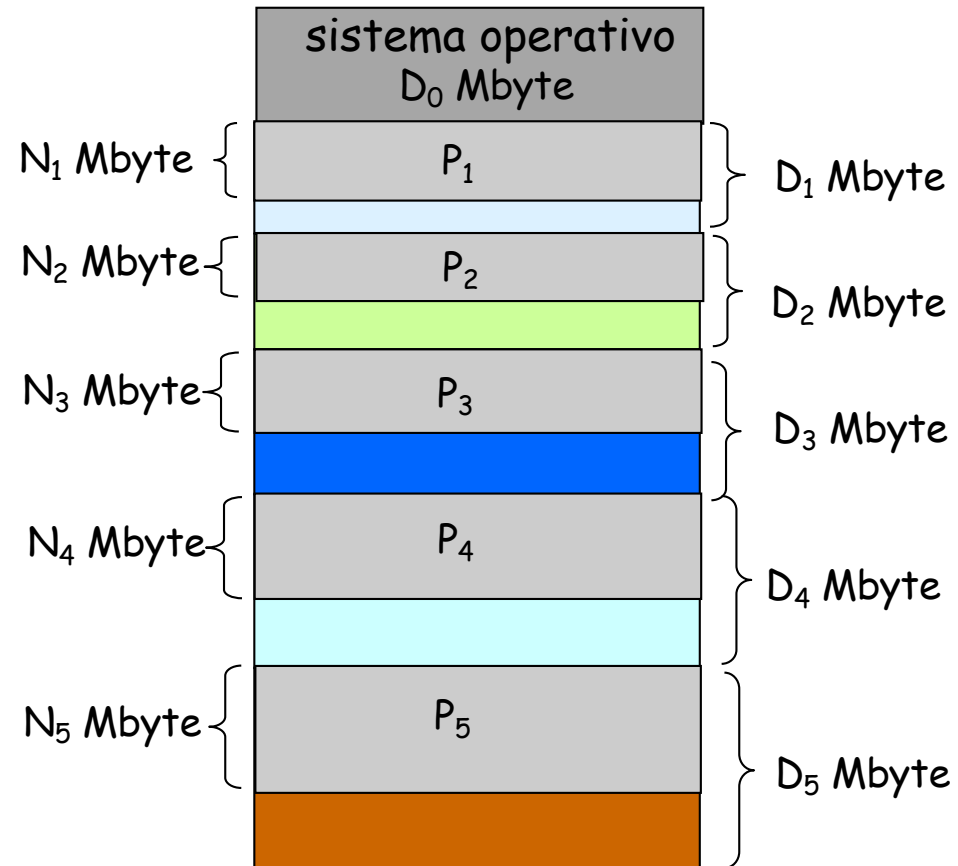 sistema operativo
D₀ Mbyte
N₁ Mbyte
P₁
D₁ Mbyte
N₂ Mbyte
P₂
D₂ Mbyte
N₃ Mbyte
P₃
D₃ Mbyte
N₄ Mbyte
P₄
D₄ Mbyte
N₅ Mbyte
P₅
D₅ Mbyte